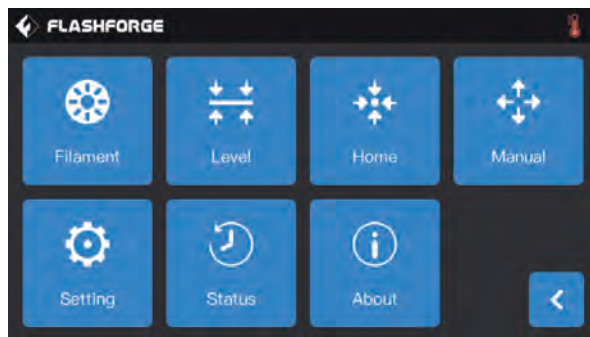 FLASHFORGE
Filament
Level
Home
Manual
Setting
Status
About